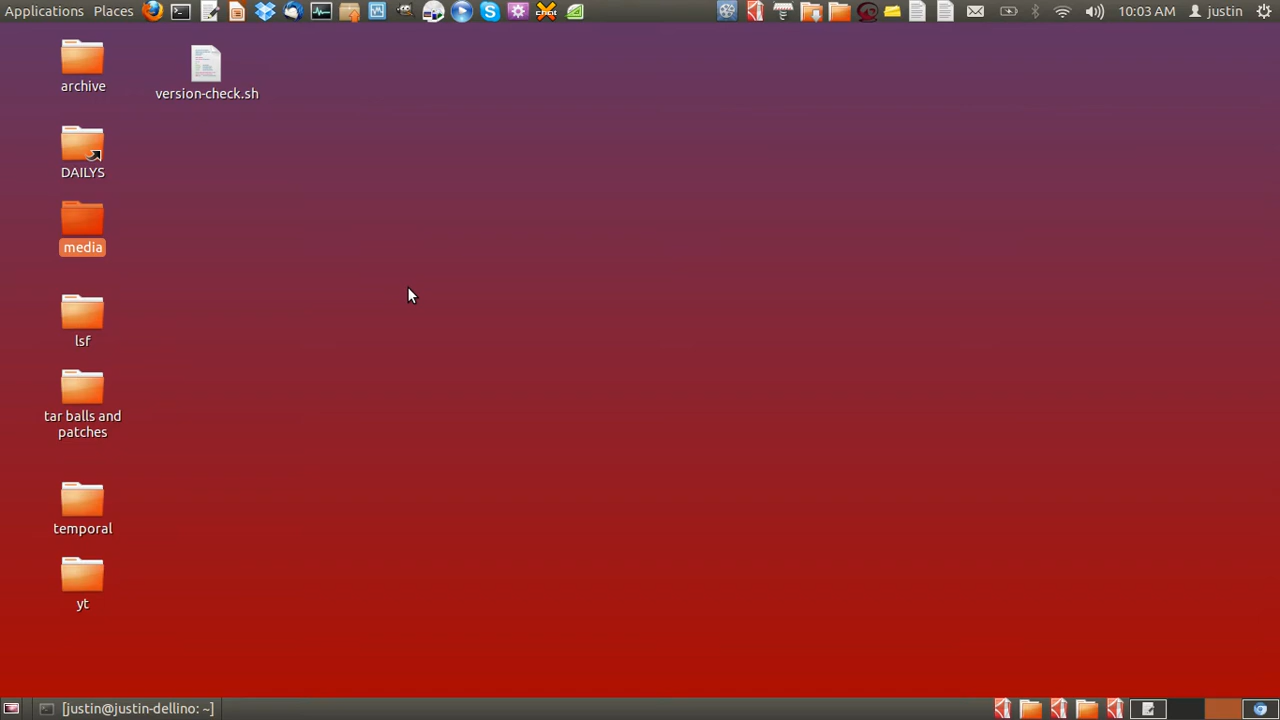 Applications Places
10:03 AM justin
archive
version-check.sh
DAILYS
media
lsf
tar balls and
patches
temporal
yt
[justin@justin-dellino: ~]